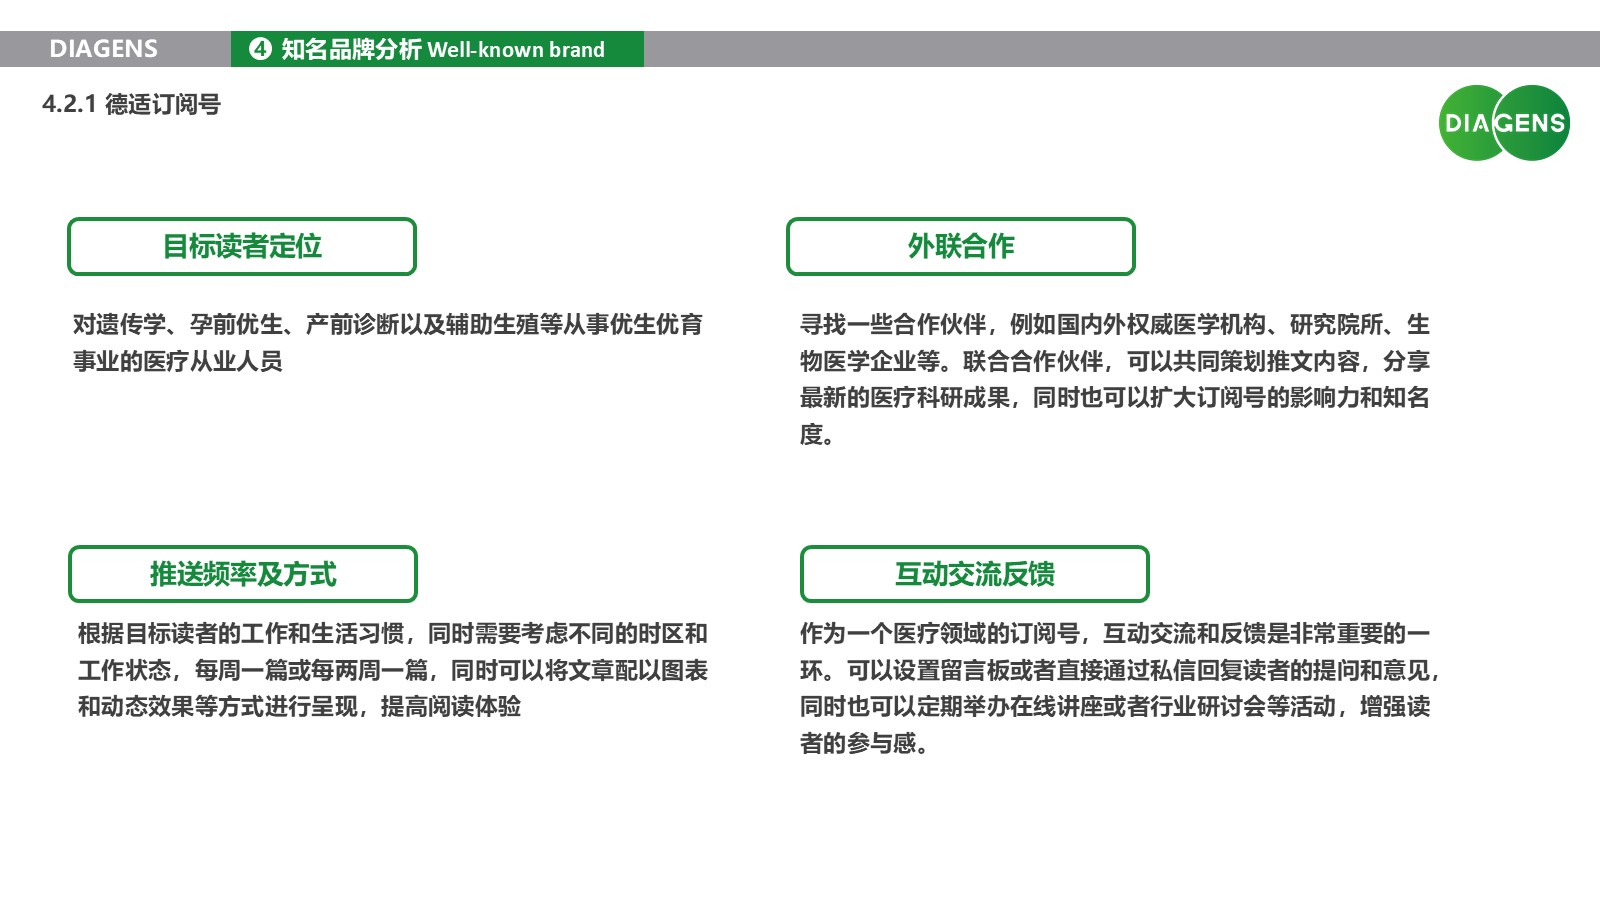 DIAGENS
❹ 知名品牌分析 Well-known brand
4.2.1 德适订阅号
DIAGENS
目标读者定位
对遗传学、孕前优生、产前诊断以及辅助生殖等从事优生优育
事业的医疗从业人员
外联合作
寻找一些合作伙伴，例如国内外权威医学机构、研究院所、生
物医学企业等。联合合作伙伴，可以共同策划推文内容，分享
最新的医疗科研成果，同时也可以扩大订阅号的影响力和知名
度。
推送频率及方式
根据目标读者的工作和生活习惯，同时需要考虑不同的时区和
工作状态，每周一篇或每两周一篇，同时可以将文章配以图表
和动态效果等方式进行呈现，提高阅读体验
互动交流反馈
作为一个医疗领域的订阅号，互动交流和反馈是非常重要的一
环。可以设置留言板或者直接通过私信回复读者的提问和意见，
同时也可以定期举办在线讲座或者行业研讨会等活动，增强读
者的参与感。